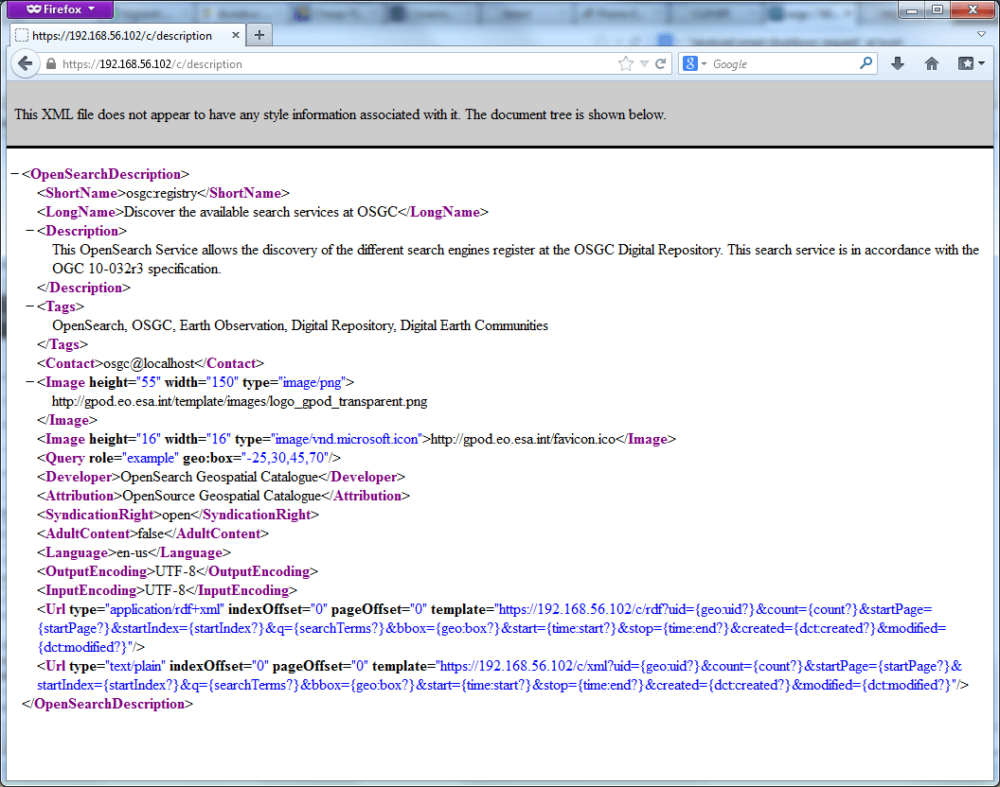 Firefox
https://192.168.56.102/c/description
https://192.168.56.102/c/description
Google
This XML file does not appear to have any style information associated with it. The document tree is shown below.
−<OpenSearchDescription>
<ShortName>osgc:registry</ShortName>
<LongName>Discover the available search services at OSGC</LongName>
−<Description>
This OpenSearch Service allows the discovery of the different search engines register at the OSGC Digital Repository. This search service is in accordance with the
OGC 10-032r3 specification.
</Description>
−<Tags>
OpenSearch, OSGC, Earth Observation, Digital Repository, Digital Earth Communities
</Tags>
<Contact>osgc@localhost</Contact>
−<Image height="55" width="150" type="image/png">
http://gpod.eo.esa.int/template/images/logo_gpod_transparent.png
</Image>
<Image height="16" width="16" type="image/vnd.microsoft.icon">http://gpod.eo.esa.int/favicon.ico</Image>
<Query role="example" geo:box="-25,30,45,70"/>
<Developer>OpenSearch Geospatial Catalogue</Developer>
<Attribution>OpenSource Geospatial Catalogue</Attribution>
<SyndicationRight>open</SyndicationRight>
<AdultContent>false</AdultContent>
<Language>en-us</Language>
<OutputEncoding>UTF-8</OutputEncoding>
<InputEncoding>UTF-8</InputEncoding>
<Url type="application/rdf+xml" indexOffset="0" pageOffset="0" template="https://192.168.56.102/c/rdf?uid={geo:uid?}&count={count?}&startPage=
{startPage?}&startIndex={startIndex?}&q={searchTerms?}&bbox={geo:box?}&start={time:start?}&stop={time:end?}&created={dct:created?}&modified=
{dct:modified?}"/>
<Url type="text/plain" indexOffset="0" pageOffset="0" template="https://192.168.56.102/c/xml?uid={geo:uid?}&count={count?}&startPage={startPage?}&
startIndex={startIndex?}&q={searchTerms?}&bbox={geo:box?}&start={time:start?}&stop={time:end?}&created={dct:created?}&modified={dct:modified?}"/>
</OpenSearchDescription>